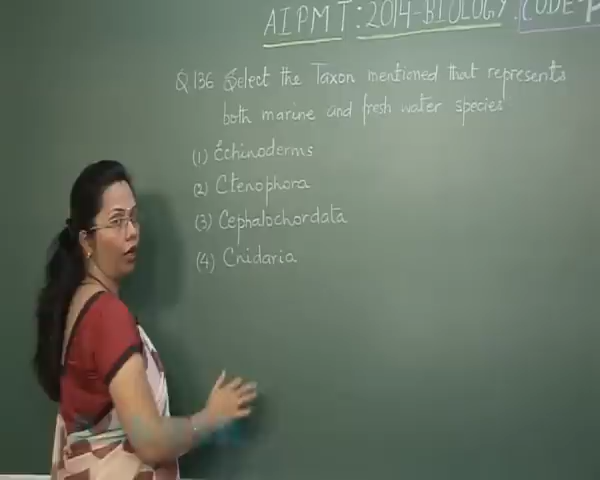 AIPMT: 2014-BIOLOGY. CODE-P
Q.136 Select the Taxon mentioned that represents
both marine and fresh water species
(1) Echinoderms
(2) Ctenophora
(3) Cephalochordata
(4) Cnidaria